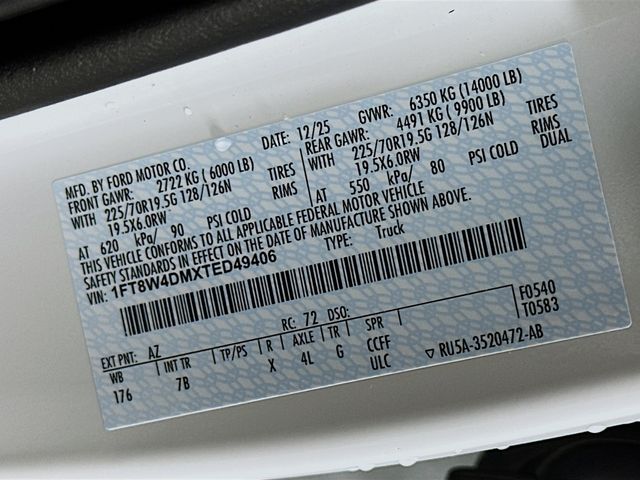 MFD. BY FORD MOTOR CO. DATE: 12/25 GVWR: 6350 KG (14000 LB)
FRONT GAWR: 2722 KG ( 6000 LB) REAR GAWR: 4491 KG ( 9900 LB)
WITH 225/70R19.5G 128/126N TIRES WITH 225/70R19.5G 128/126N TIRES
19.5X6.0RW RIMS 19.5X6.0RW RIMS
AT 620 kPa/ 90 PSI COLD AT 550 kPa/ 80 PSI COLD DUAL
THIS VEHICLE CONFORMS TO ALL APPLICABLE FEDERAL MOTOR VEHICLE
SAFETY STANDARDS IN EFFECT ON THE DATE OF MANUFACTURE SHOWN ABOVE.
VIN: 1FT8W4DMXTED49406 TYPE: Truck
F0540
T0583
EXT PNT: AZ RC: 72 DSO:
WB INT TR TP/PS R AXLE TR SPR
176 7B X 4L G CCFF
ULC
▽ RU5A-3520472-AB